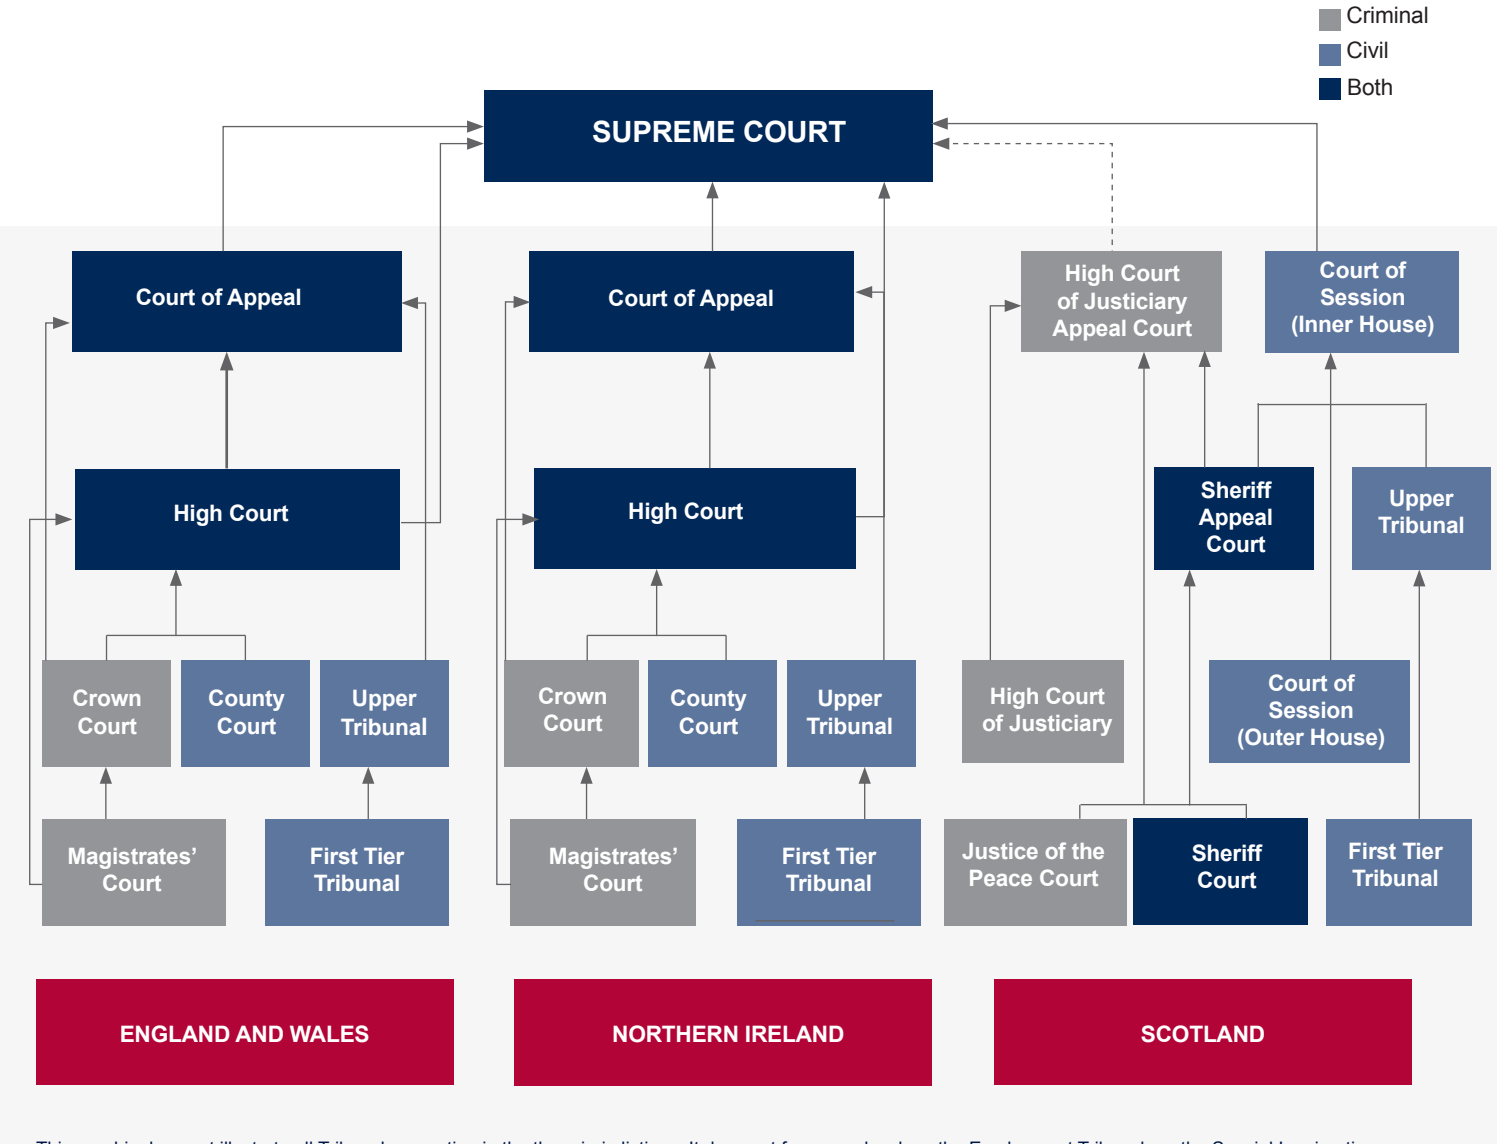 Criminal
Civil
Both
SUPREME COURT
Court of Appeal
Court of Appeal
High Court
of Justiciary
Appeal Court
Court of
Session
(Inner House)
High Court
High Court
Sheriff
Appeal
Court
Upper
Tribunal
Crown
Court
County
Court
Upper
Tribunal
Crown
Court
County
Court
Upper
Tribunal
High Court
of Justiciary
Court of
Session
(Outer House)
Magistrates’
Court
First Tier
Tribunal
Magistrates’
Court
First Tier
Tribunal
Justice of the
Peace Court
Sheriff
Court
First Tier
Tribunal
ENGLAND AND WALES
NORTHERN IRELAND
SCOTLAND